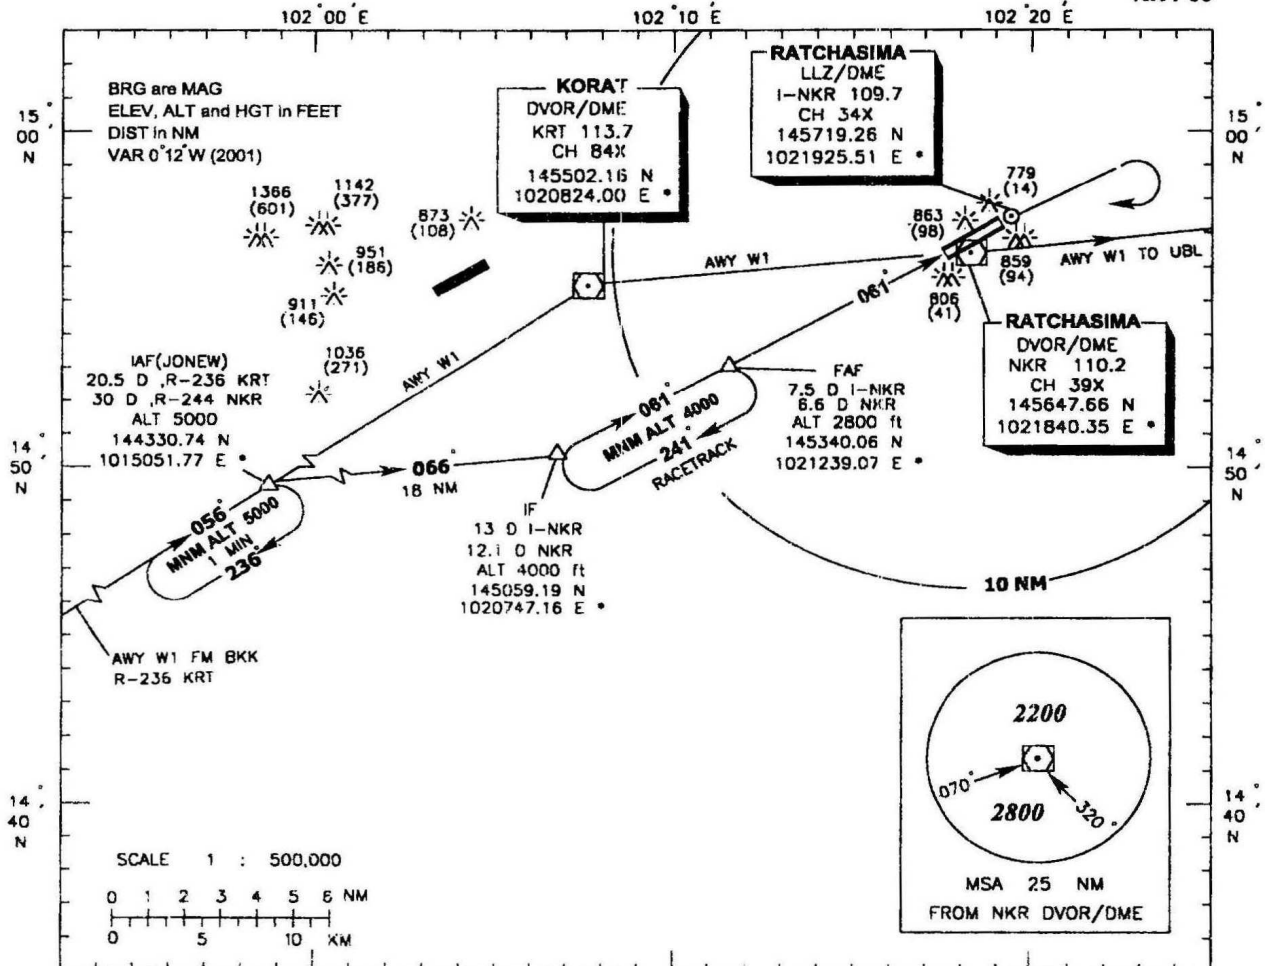 102°00'E
102°10'E
102°20'E
BRG are MAG
ELEV, ALT and HGT in FEET
DIST in NM
VAR 0°12'W (2001)
15°
00'
N
KORAT
DVOR/DME
KRT 113.7
CH 84X
145502.16 N
1020824.00 E *
RATCHASIMA
LLZ/DME
I-NKR 109.7
CH 34X
145719.26 N
1021925.51 E *
15°
00'
N
1366
(601)
1142
(377)
873
(108)
951
(186)
911
(146)
1036
(271)
779
(14)
863
(98)
859
(94)
806
(41)
AWY W1
AWY W1 TO UBL
061°
AWY W1
RATCHASIMA
DVOR/DME
NKR 110.2
CH 39X
145647.66 N
1021840.35 E *
IAF(JONEW)
20.5 D ,R-236 KRT
30 D ,R-244 NKR
ALT 5000
144330.74 N
1015051.77 E *
FAF
7.5 D I-NKR
6.6 D NKR
ALT 2800 ft
145340.06 N
1021239.07 E *
061°
MNM ALT 4000
241°
RACETRACK
14°
50'
N
14°
50'
N
066°
18 NM
056°
MNM ALT 5000
1 MIN
236°
IF
13 D I-NKR
12.1 D NKR
ALT 4000 ft
145059.19 N
1020747.16 E *
10 NM
AWY W1 FM BKK
R-236 KRT
2200
070°
2800
320°
MSA 25 NM
FROM NKR DVOR/DME
14°
40'
N
14°
40'
N
SCALE 1 : 500,000
0 1 2 3 4 5 6 NM
0 5 10 KM